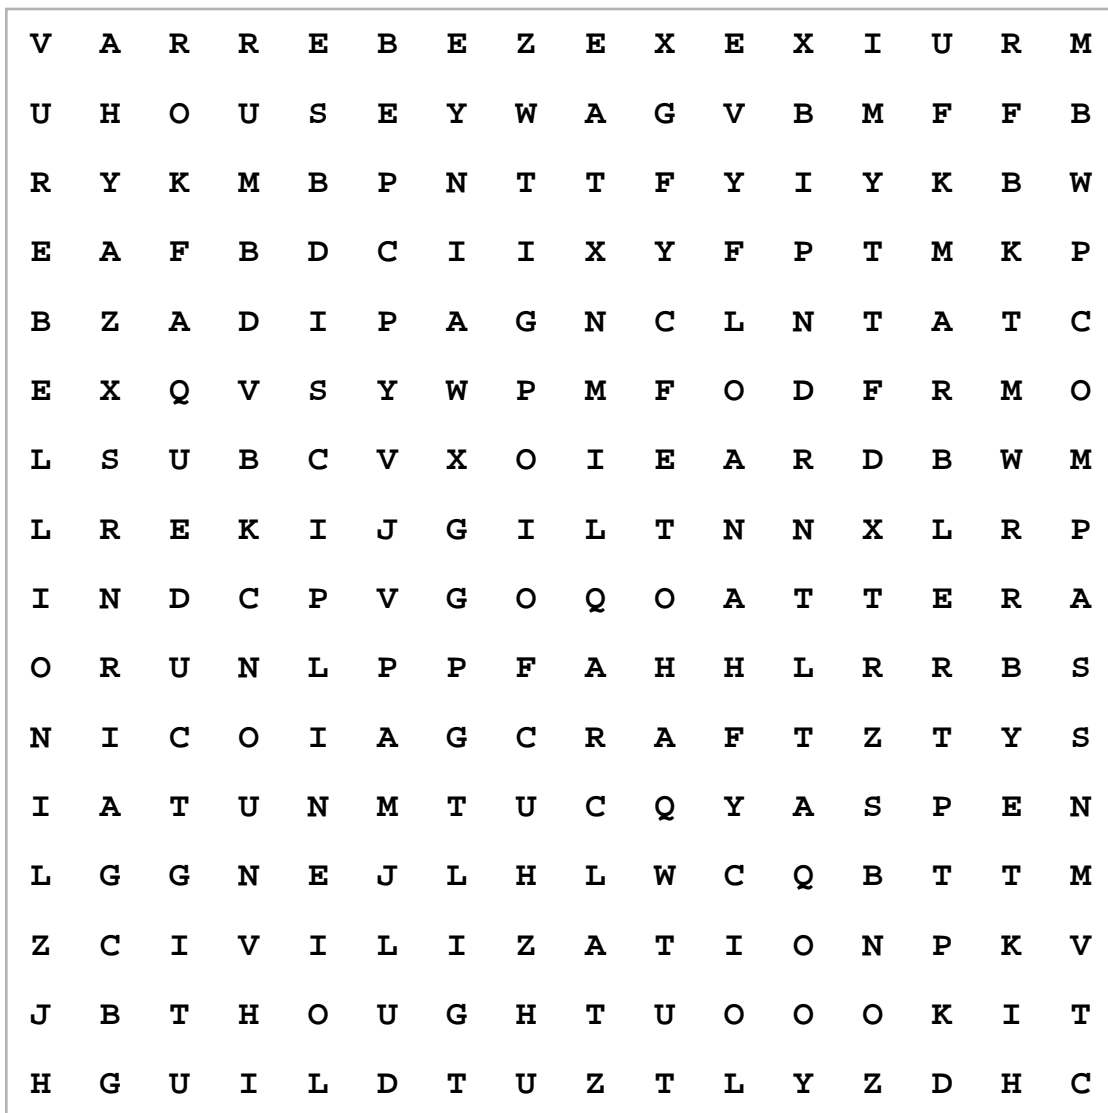 V A R R E B E Z E X E X I U R M
U H O U S E Y W A G V B M F F B
R Y K M B P N T T F Y I Y K B W
E A F B D C I I X Y F P T M K P
B Z A D I P A G N C L N T A T C
E X Q V S Y W P M F O D F R M O
L S U B C V X O I E A R D B W M
L R E K I J G I L T N N X L R P
I N D C P V G O Q O A T T E R A
O R U N L P P F A H H L R R B S
N I C O I A G C R A F T Z T Y S
I A T U N M T U C Q Y A S P E N
L G G N E J L H L W C Q B T T M
Z C I V I L I Z A T I O N P K V
J B T H O U G H T U O O O K I T
H G U I L D T U Z T L Y Z D H C